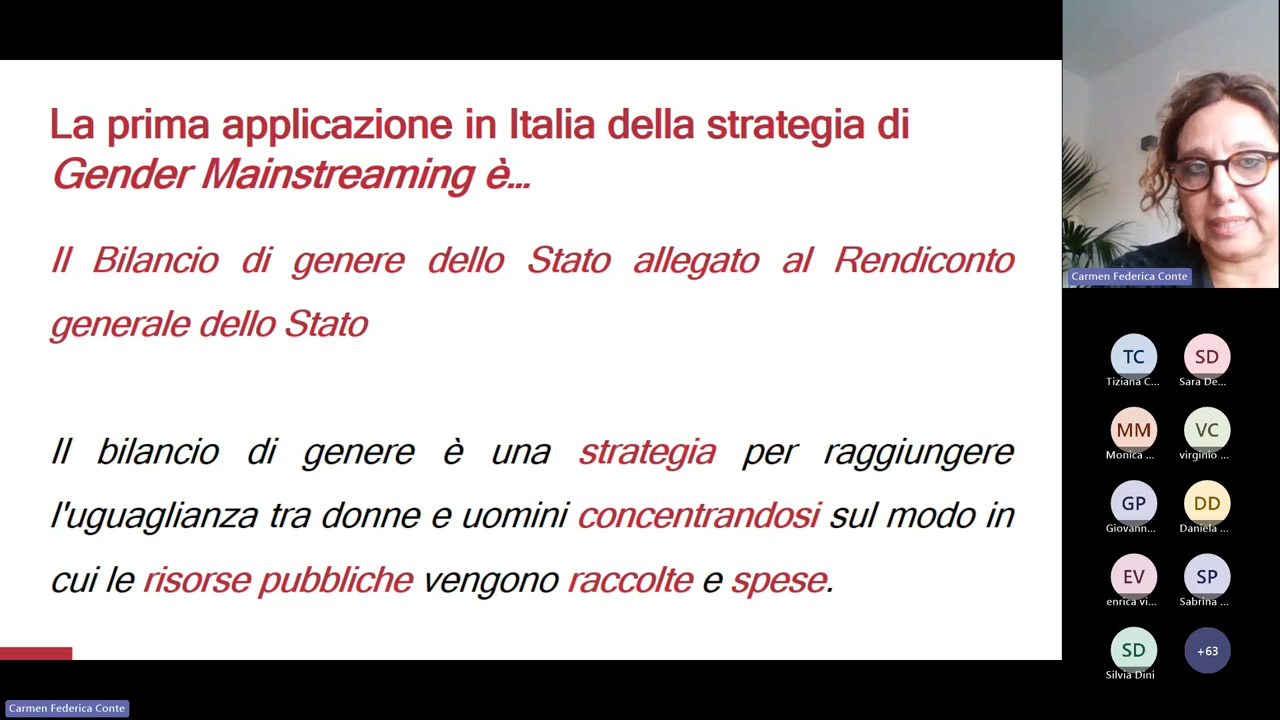 La prima applicazione in Italia della strategia di
Gender Mainstreaming è...
Il Bilancio di genere dello Stato allegato al Rendiconto
generale dello Stato
Il bilancio di genere è una strategia per raggiungere
l'uguaglianza tra donne e uomini concentrandosi sul modo in
cui le risorse pubbliche vengono raccolte e spese.
Carmen Federica Conte
TC
SD
Tiziana C...
Sara De...
MM
VC
Monica ...
virginio ...
GP
DD
Giovann...
Daniela ...
EV
SP
enrica vi...
Sabrina ...
SD
+63
Silvia Dini
Carmen Federica Conte